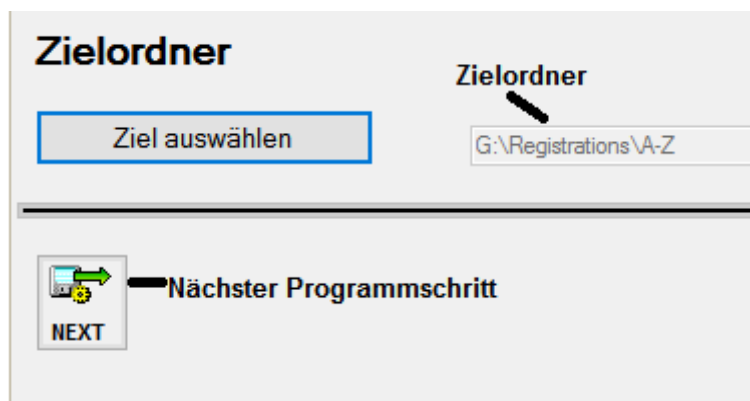 Zielordner
Zielordner
Ziel auswählen
G:\Registrations\A-Z
Nächster Programmschritt
NEXT